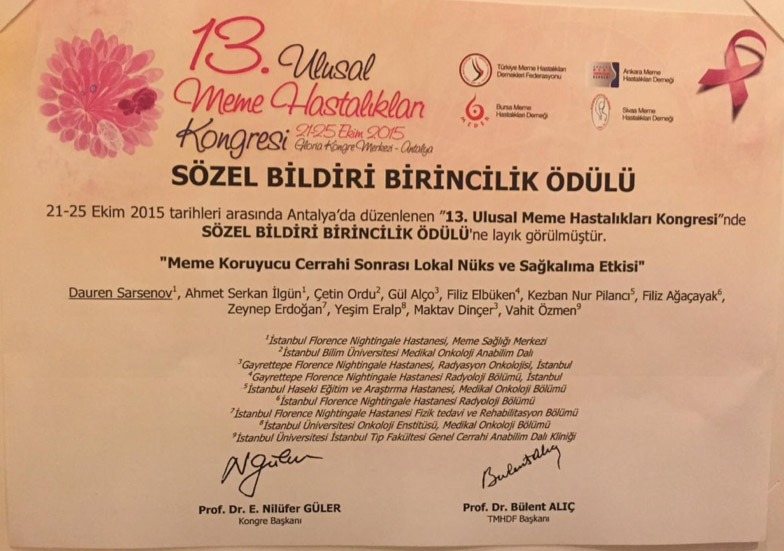 13. Ulusal
Meme Hastalıkları
Kongresi 21-25 Ekim 2015
Gloria Kongre Merkezi - Antalya
Türkiye Meme Hastalıkları
Dernekleri Federasyonu
Ankara Meme
Hastalıkları Derneği
Bursa Meme
Hastalıkları Derneği
Sivas Meme
Hastalıkları Derneği
SÖZEL BİLDİRİ BİRİNCİLİK ÖDÜLÜ
21-25 Ekim 2015 tarihleri arasında Antalya'da düzenlenen "13. Ulusal Meme Hastalıkları Kongresi"nde
SÖZEL BİLDİRİ BİRİNCİLİK ÖDÜLÜ'ne layık görülmüştür.
"Meme Koruyucu Cerrahi Sonrası Lokal Nüks ve Sağkalıma Etkisi"
Dauren Sarsenov¹, Ahmet Serkan İlgün¹, Çetin Ordu², Gül Alço³, Filiz Elbüken⁴, Kezban Nur Pilancı⁵, Filiz Ağaçayak⁶,
Zeynep Erdoğan⁷, Yeşim Eralp⁸, Maktav Dinçer³, Vahit Özmen⁹
¹İstanbul Florence Nightingale Hastanesi, Meme Sağlığı Merkezi
²İstanbul Bilim Üniversitesi Medikal Onkoloji Anabilim Dalı
³Gayrettepe Florence Nightingale Hastanesi, Radyasyon Onkolojisi, İstanbul
⁴Gayrettepe Florence Nightingale Hastanesi Radyoloji Bölümü, İstanbul
⁵İstanbul Haseki Eğitim ve Araştırma Hastanesi, Medikal Onkoloji Bölümü
⁶İstanbul Florence Nightingale Hastanesi Radyoloji Bölümü
⁷İstanbul Florence Nightingale Hastanesi Fizik tedavi ve Rehabilitasyon Bölümü
⁸İstanbul Üniversitesi Onkoloji Enstitüsü, Medikal Onkoloji Bölümü
⁹İstanbul Üniversitesi İstanbul Tıp Fakültesi Genel Cerrahi Anabilim Dalı Kliniği
NGüler
Bülent Alıç
Prof. Dr. E. Nilüfer GÜLER
Kongre Başkanı
Prof. Dr. Bülent ALIÇ
TMHDF Başkanı